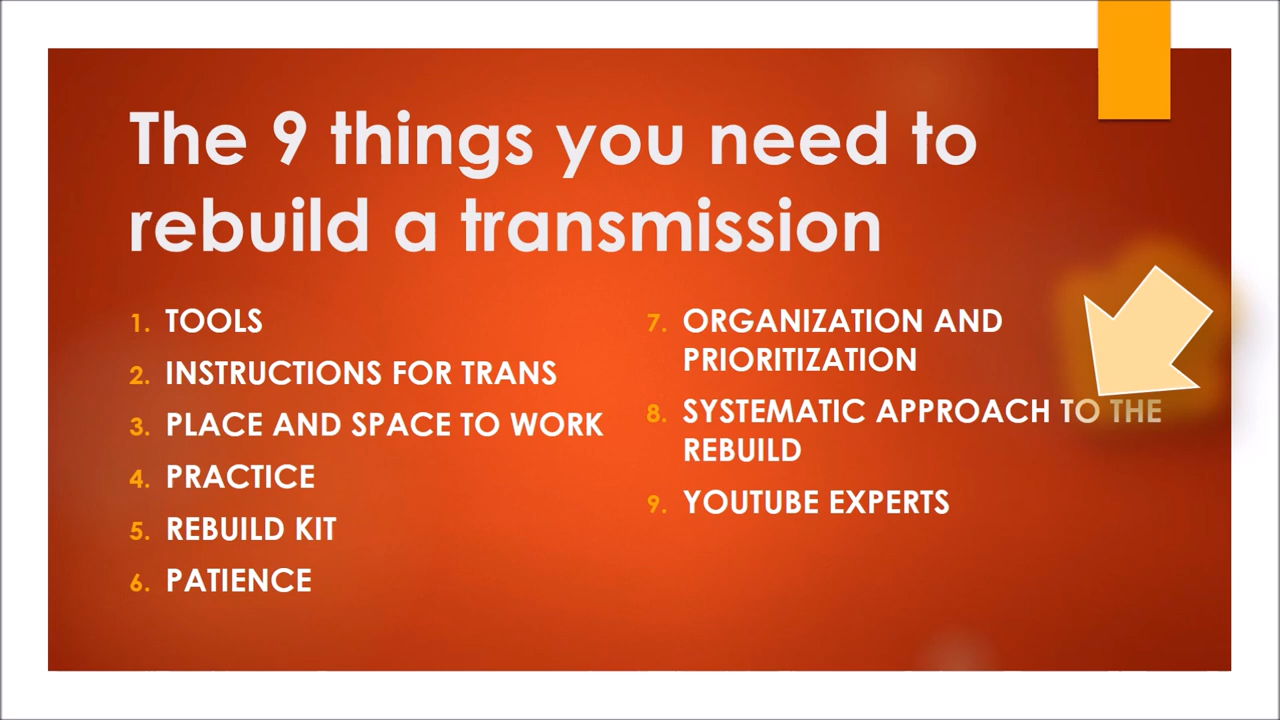 The 9 things you need to
rebuild a transmission
1. TOOLS
2. INSTRUCTIONS FOR TRANS
3. PLACE AND SPACE TO WORK
4. PRACTICE
5. REBUILD KIT
6. PATIENCE
7. ORGANIZATION AND
PRIORITIZATION
8. SYSTEMATIC APPROACH TO THE
REBUILD
9. YOUTUBE EXPERTS